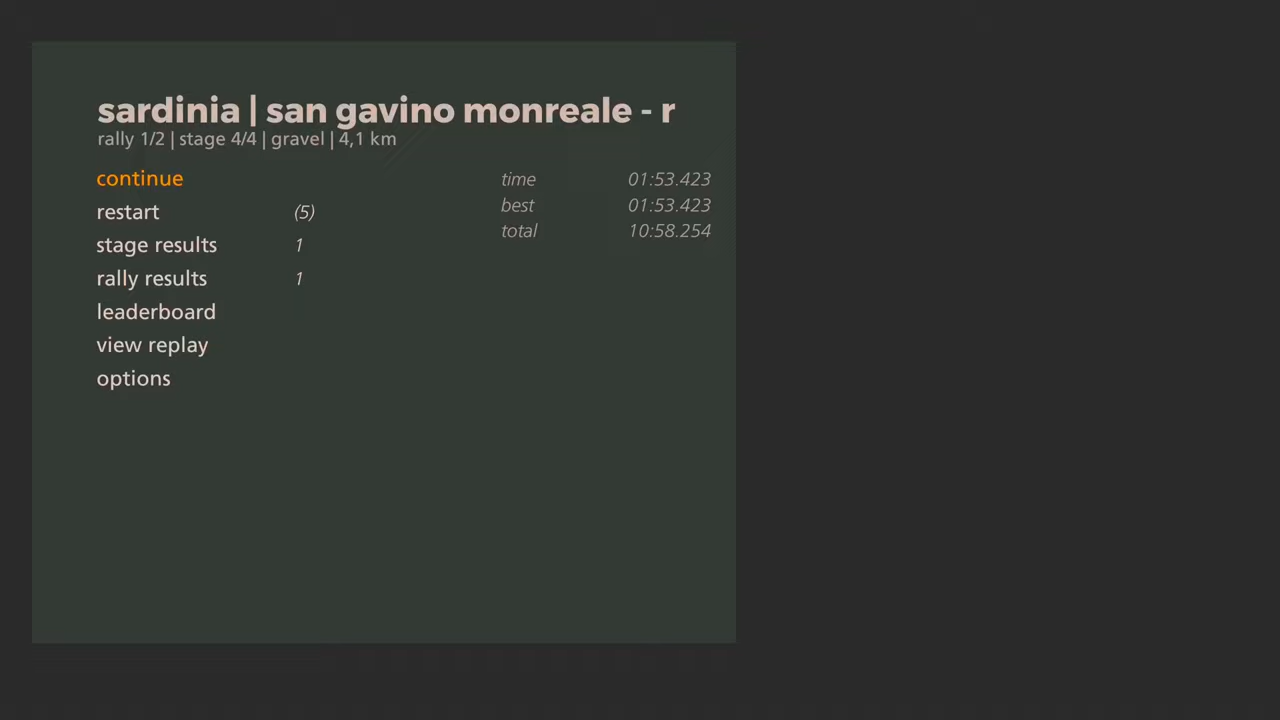 sardinia | san gavino monreale - r
rally 1/2 | stage 4/4 | gravel | 4,1 km
continue
restart (5)
stage results 1
rally results 1
leaderboard
view replay
options
time 01:53.423
best 01:53.423
total 10:58.254